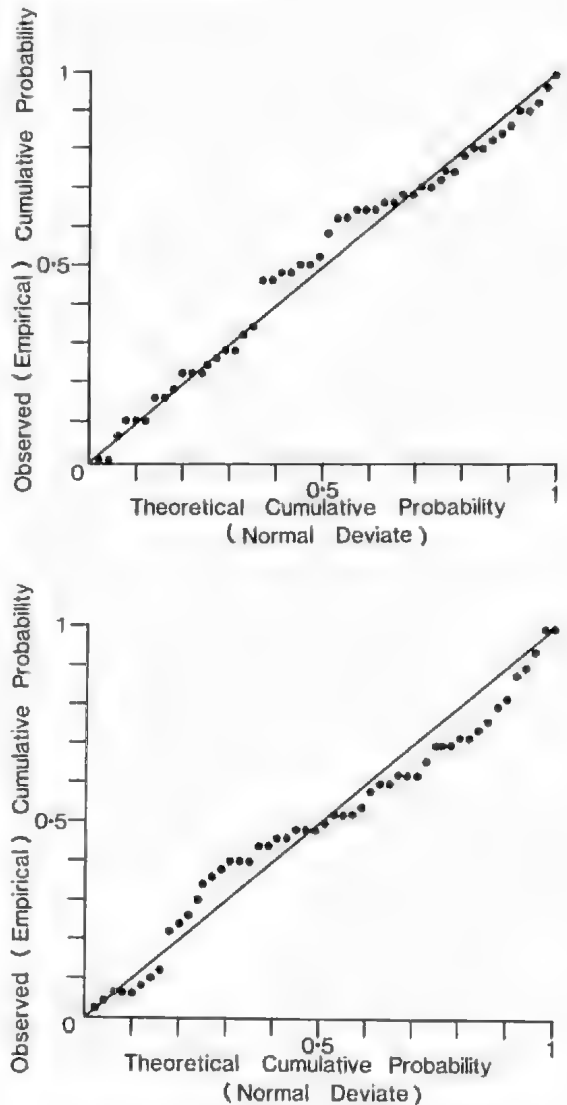 Observed (Empirical) Cumulative Probability
1
0·5
0
0·5
1
Theoretical Cumulative Probability
(Normal Deviate)
Observed (Empirical) Cumulative Probability
1
0·5
0
0·5
1
Theoretical Cumulative Probability
(Normal Deviate)